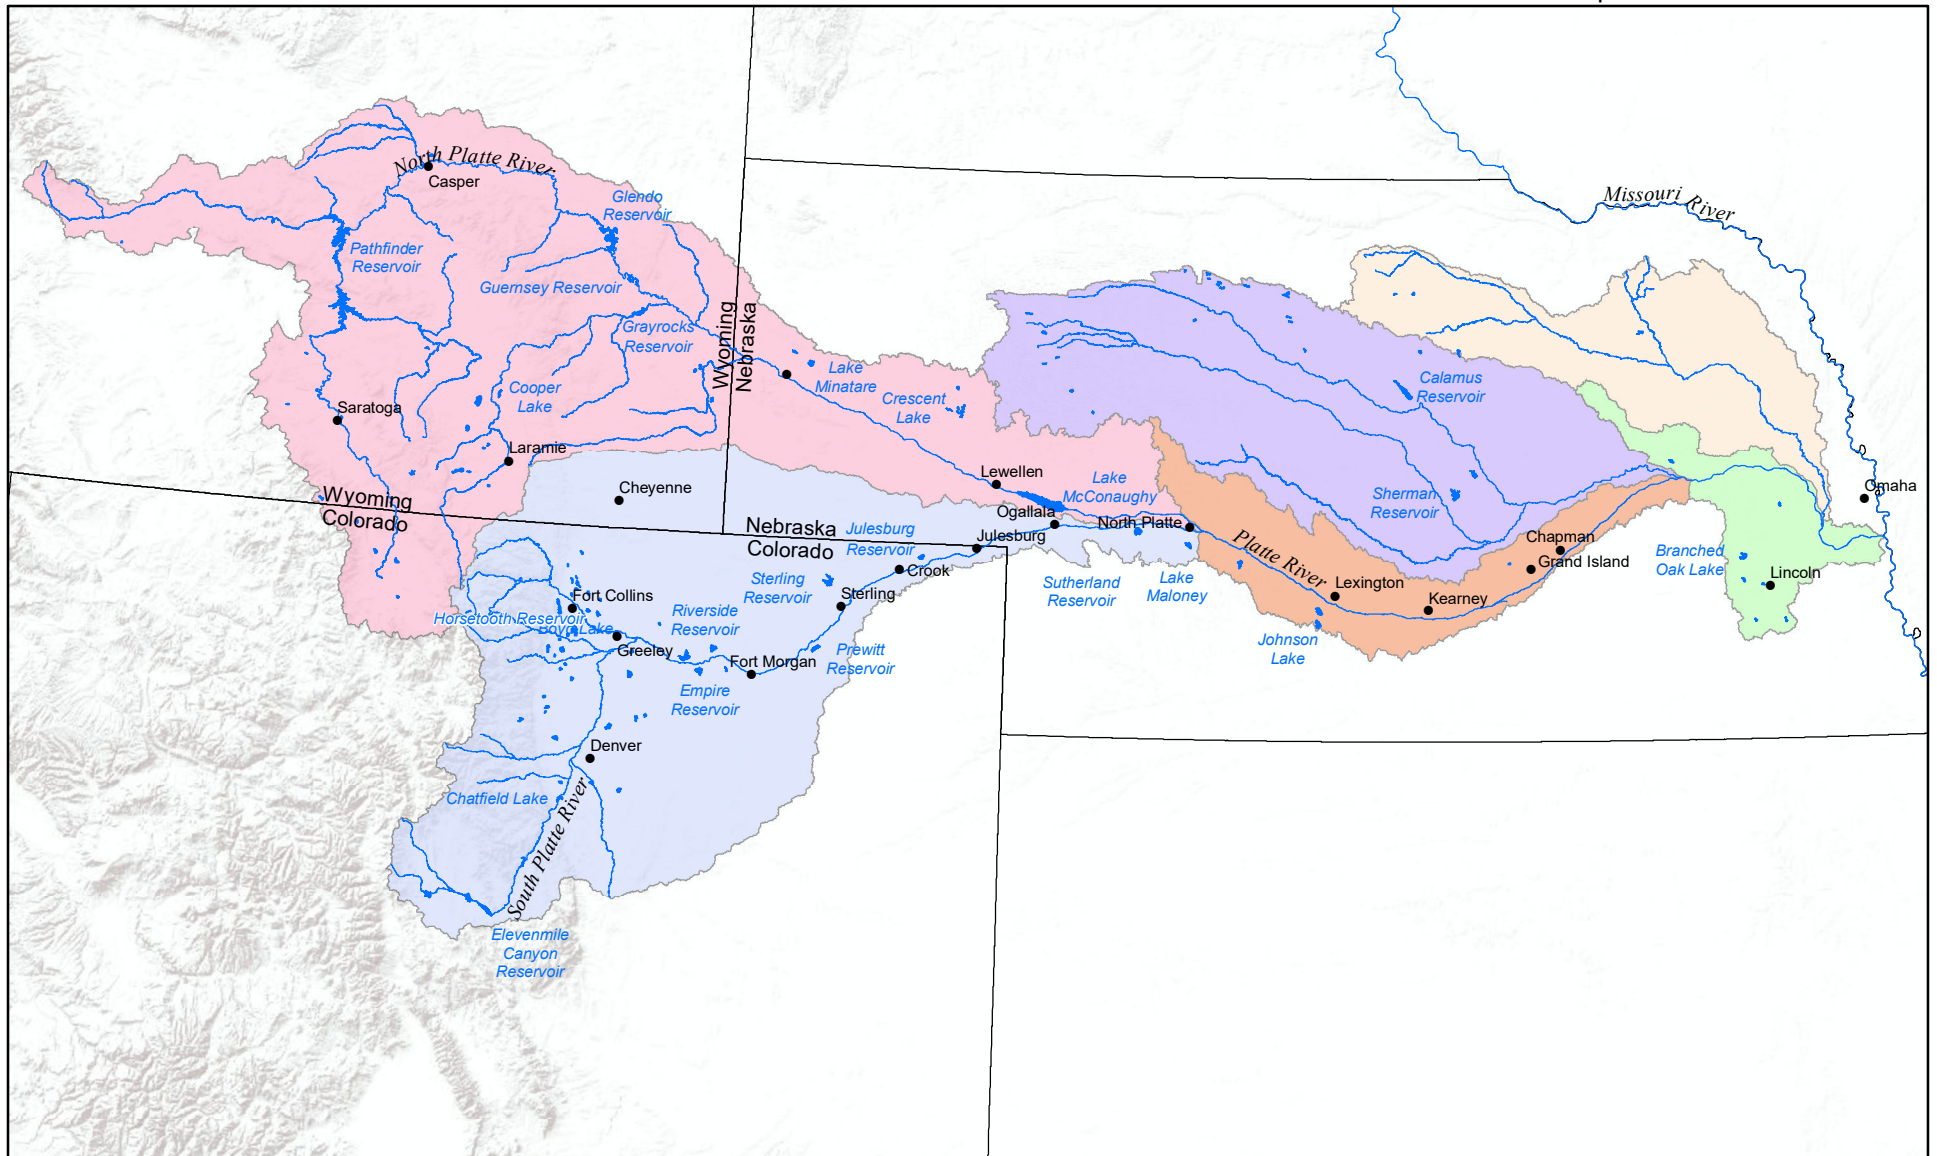 Missouri River
North Platte River
Casper
Glendo
Reservoir
Pathfinder
Reservoir
Guernsey Reservoir
Grayrocks
Reservoir
Wyoming
Nebraska
Lake
Minatare
Crescent
Lake
Cooper
Lake
Calamus
Reservoir
Saratoga
Laramie
Lewellen
Lake
McConaughy
Cheyenne
Wyoming
Colorado
Nebraska
Colorado
Julesburg
Reservoir
Ogallala
North Platte
Julesburg
Sherman
Reservoir
Omaha
Platte River
Chapman
Grand Island
Branched
Oak Lake
Lincoln
Crook
Sterling
Reservoir
Sterling
Sutherland
Reservoir
Lake
Maloney
Lexington
Kearney
Fort Collins
Horsetooth Reservoir
Boyd Lake
Riverside
Reservoir
Greeley
Fort Morgan
Prewitt
Reservoir
Johnson
Lake
Empire
Reservoir
Denver
Chatfield Lake
South Platte River
Elevenmile
Canyon
Reservoir